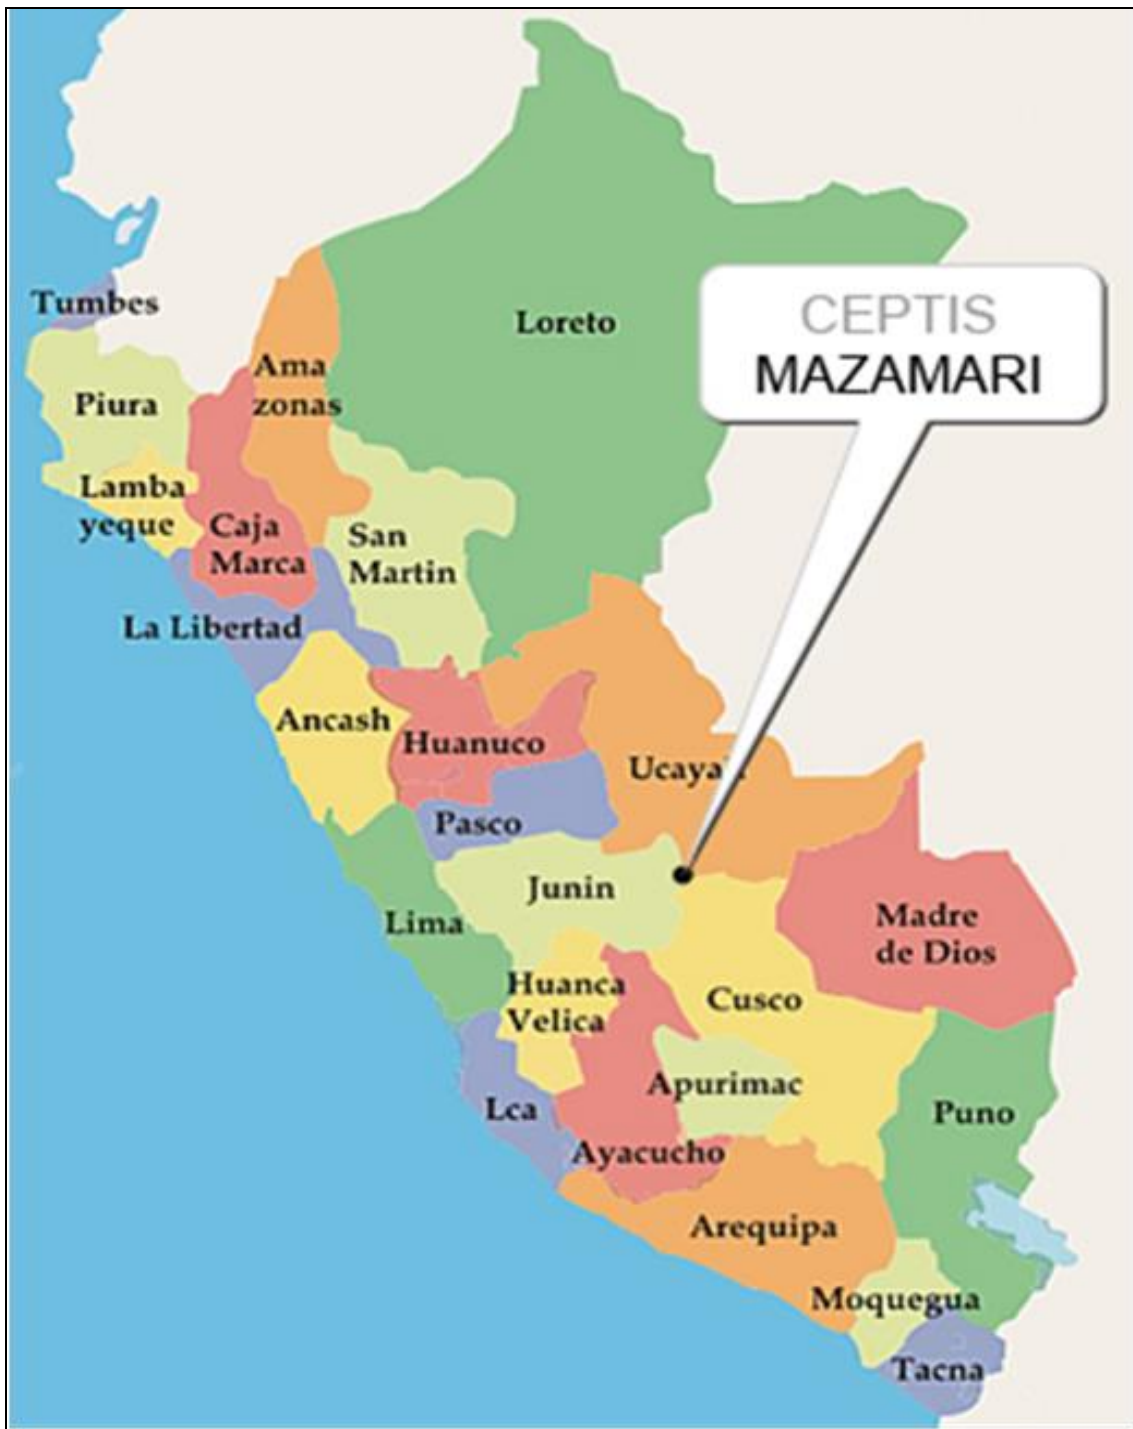 Tumbes
Loreto
CEPTIS
MAZAMARI
Ama
zonas
Piura
Lamba
yeque
Caja
Marca
San
Martin
La Libertad
Ancash
Huanuco
Ucaya
Pasco
Junin
Lima
Madre
de Dios
Huanca
Velica
Cusco
Apurimac
Lca
Puno
Ayacucho
Arequipa
Moquegua
Tacna